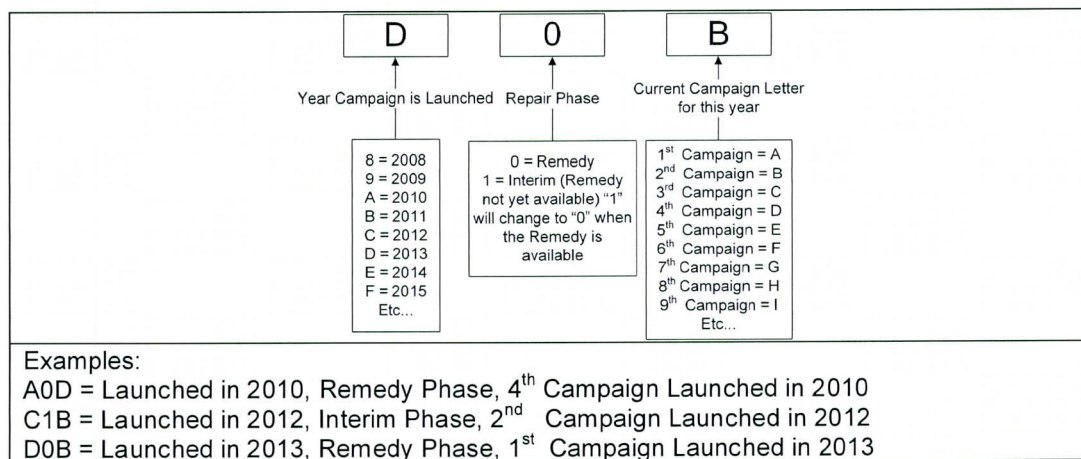 D 0 B
Year Campaign is Launched
Repair Phase
Current Campaign Letter
for this year
8 = 2008
9 = 2009
A = 2010
B = 2011
C = 2012
D = 2013
E = 2014
F = 2015
Etc...
0 = Remedy
1 = Interim (Remedy
not yet available) “1”
will change to “0” when
the Remedy is
available
1st Campaign = A
2nd Campaign = B
3rd Campaign = C
4th Campaign = D
5th Campaign = E
6th Campaign = F
7th Campaign = G
8th Campaign = H
9th Campaign = I
Etc...
Examples:
A0D = Launched in 2010, Remedy Phase, 4th Campaign Launched in 2010
C1B = Launched in 2012, Interim Phase, 2nd Campaign Launched in 2012
D0B = Launched in 2013, Remedy Phase, 1st Campaign Launched in 2013